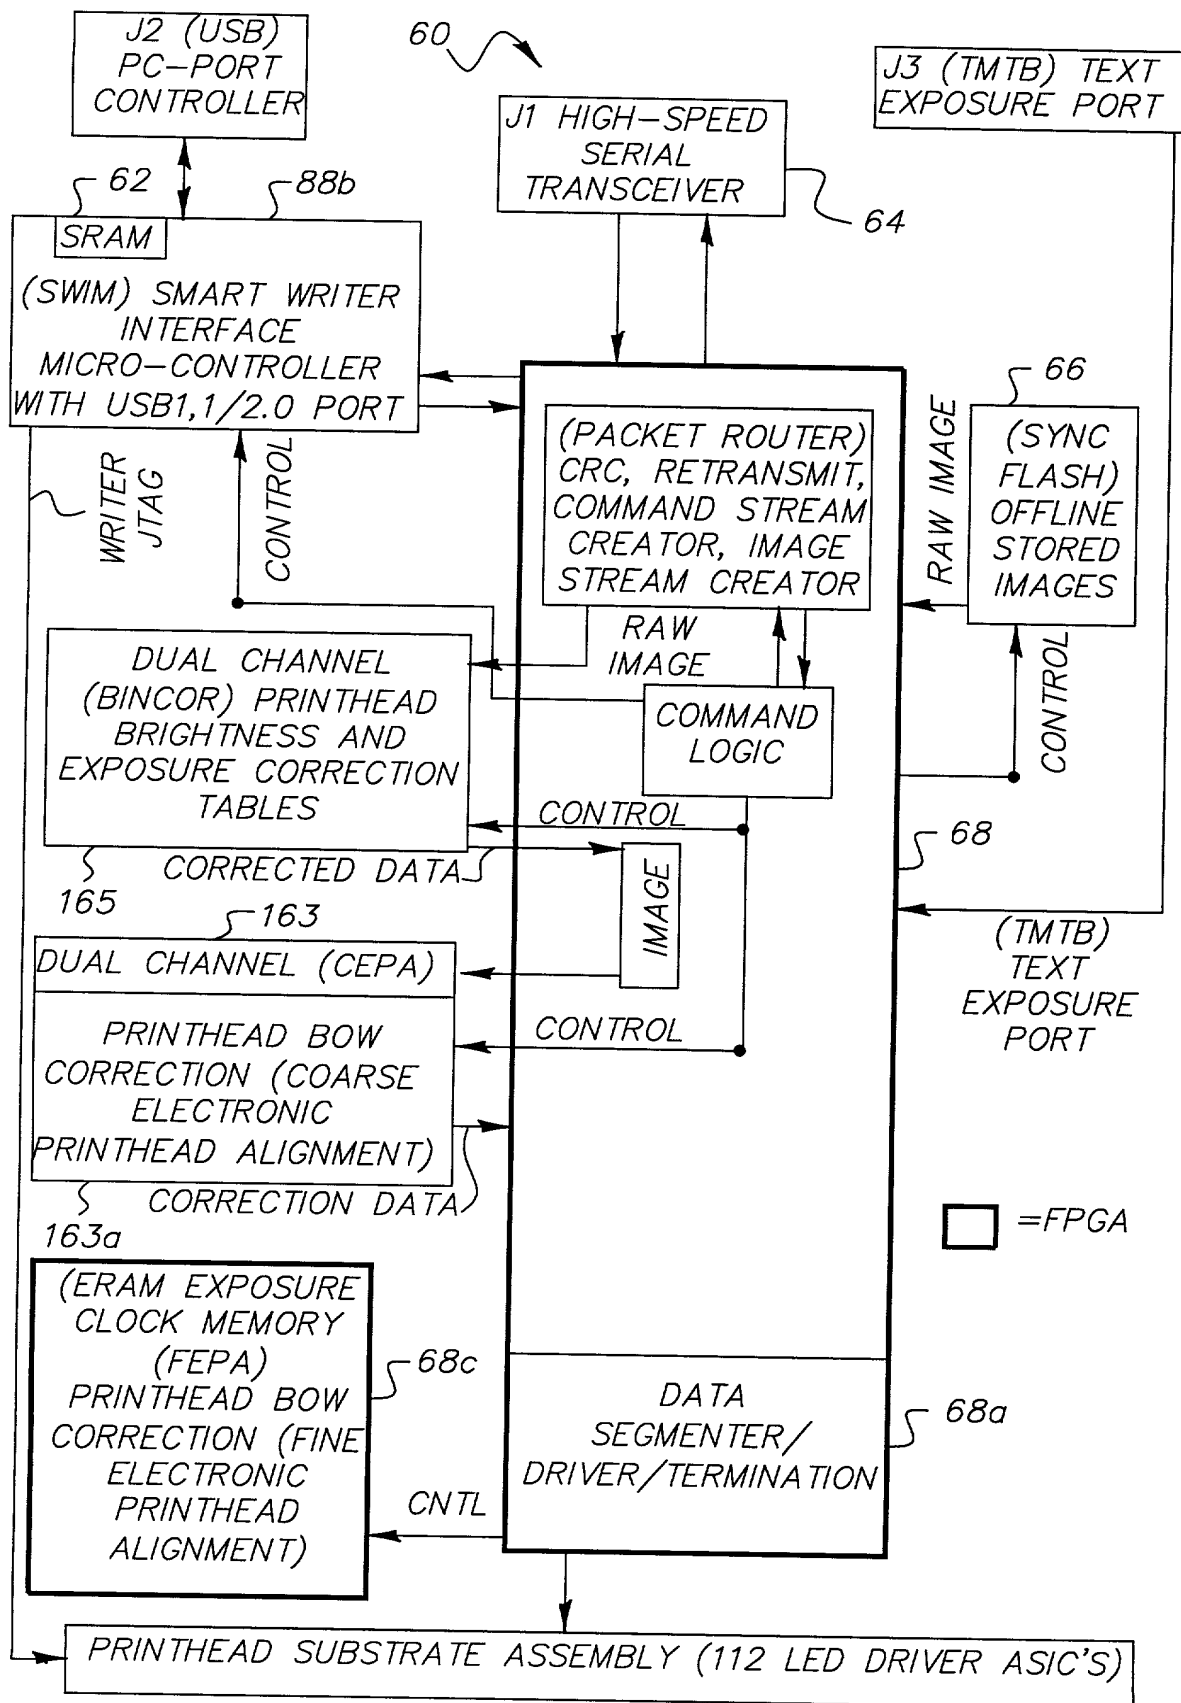 J2 (USB)
PC-PORT
CONTROLLER
60
J3 (TMTB) TEXT
EXPOSURE PORT
J1 HIGH-SPEED
SERIAL
TRANSCEIVER
64
62
88b
SRAM
(SWIM) SMART WRITER
INTERFACE
MICRO-CONTROLLER
WITH USB1,1/2.0 PORT
WRITER
JTAG
CONTROL
(PACKET ROUTER)
CRC, RETRANSMIT,
COMMAND STREAM
CREATOR, IMAGE
STREAM CREATOR
RAW IMAGE
66
(SYNC
FLASH)
OFFLINE
STORED
IMAGES
CONTROL
RAW
IMAGE
COMMAND
LOGIC
DUAL CHANNEL
(BINCOR) PRINTHEAD
BRIGHTNESS AND
EXPOSURE CORRECTION
TABLES
165
CONTROL
CORRECTED DATA
IMAGE
68
(TMTB)
TEXT
EXPOSURE
PORT
163
DUAL CHANNEL (CEPA)
PRINTHEAD BOW
CORRECTION (COARSE
ELECTRONIC
PRINTHEAD ALIGNMENT)
CONTROL
CORRECTION DATA
163a
=FPGA
(ERAM EXPOSURE
CLOCK MEMORY
(FEPA)
PRINTHEAD BOW
CORRECTION (FINE
ELECTRONIC
PRINTHEAD
ALIGNMENT)
68c
CNTL
DATA
SEGMENTER/
DRIVER/TERMINATION
68a
PRINTHEAD SUBSTRATE ASSEMBLY (112 LED DRIVER ASIC'S)